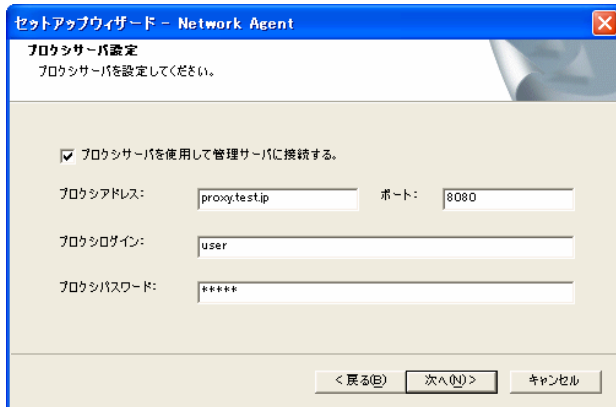 セットアップウィザード - Network Agent
プロクシサーバ設定
プロクシサーバを設定してください。
プロクシサーバを使用して管理サーバに接続する。
プロクシアドレス: proxy.test.jp ポート: 8080
プロクシログイン: user
プロクシパスワード: *****
< 戻る(B) 次へ(N) > キャンセル